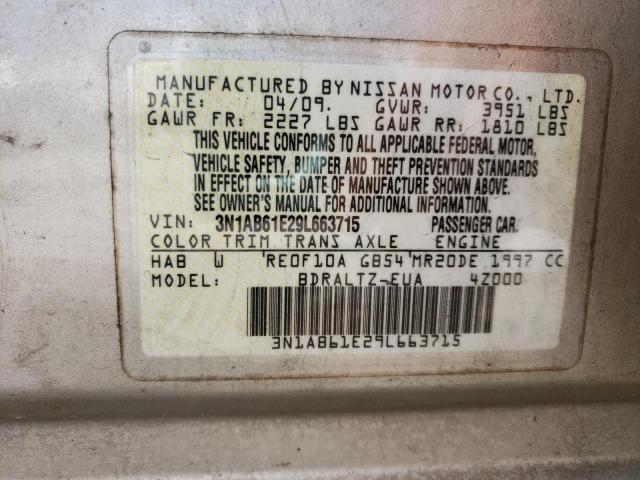 MANUFACTURED BY NISSAN MOTOR CO., LTD.
DATE: 04/09. GVWR: 3951 LBS
GAWR FR: 2227 LBS GAWR RR: 1810 LBS
THIS VEHICLE CONFORMS TO ALL APPLICABLE FEDERAL MOTOR,
VEHICLE SAFETY, BUMPER AND THEFT PREVENTION STANDARDS
IN EFFECT ON THE DATE OF MANUFACTURE SHOWN ABOVE.
SEE OWNER'S MANUAL FOR ADDITIONAL INFORMATION.
VIN: 3N1AB61E29L663715 PASSENGER CAR.
COLOR TRIM TRANS AXLE ENGINE
HAB W RE0F10A GB54 MR20DE 1997 CC
MODEL: BDRALTZ-EUA 4Z000
3N1AB61E29L663715